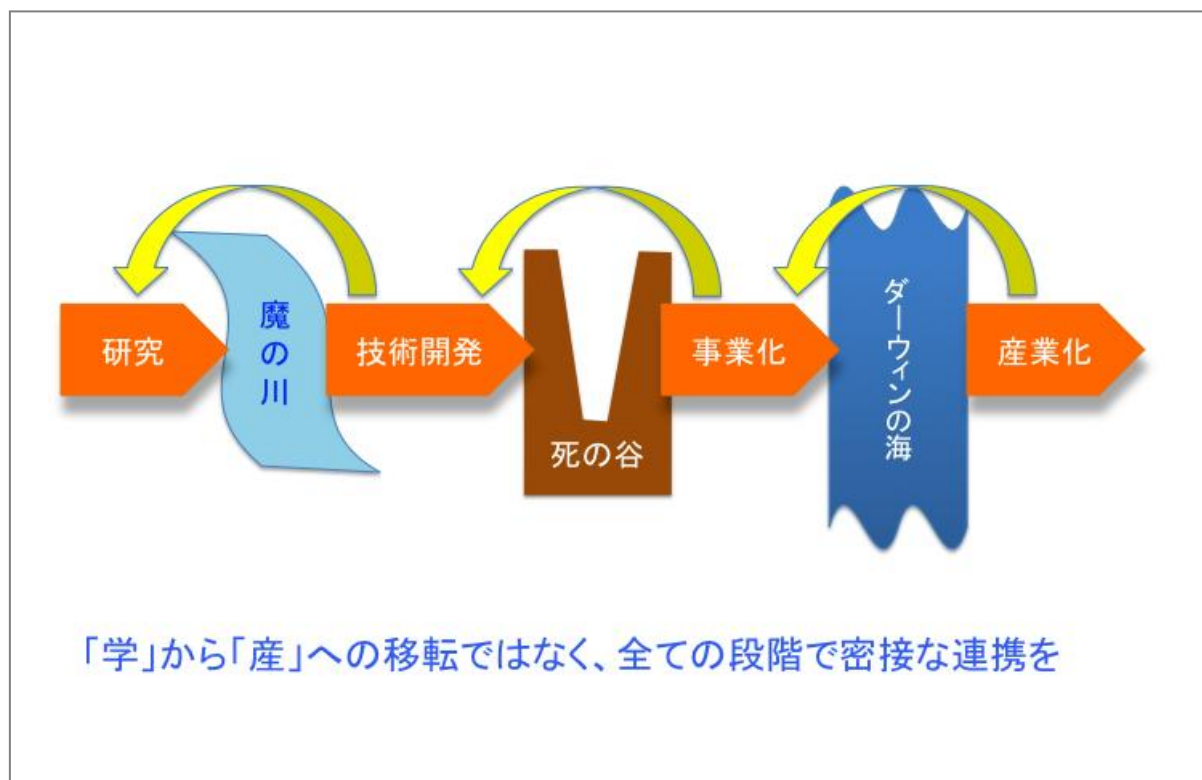 研究
魔の川
技術開発
死の谷
事業化
ダーウィンの海
産業化
「学」から「産」への移転ではなく、全ての段階で密接な連携を